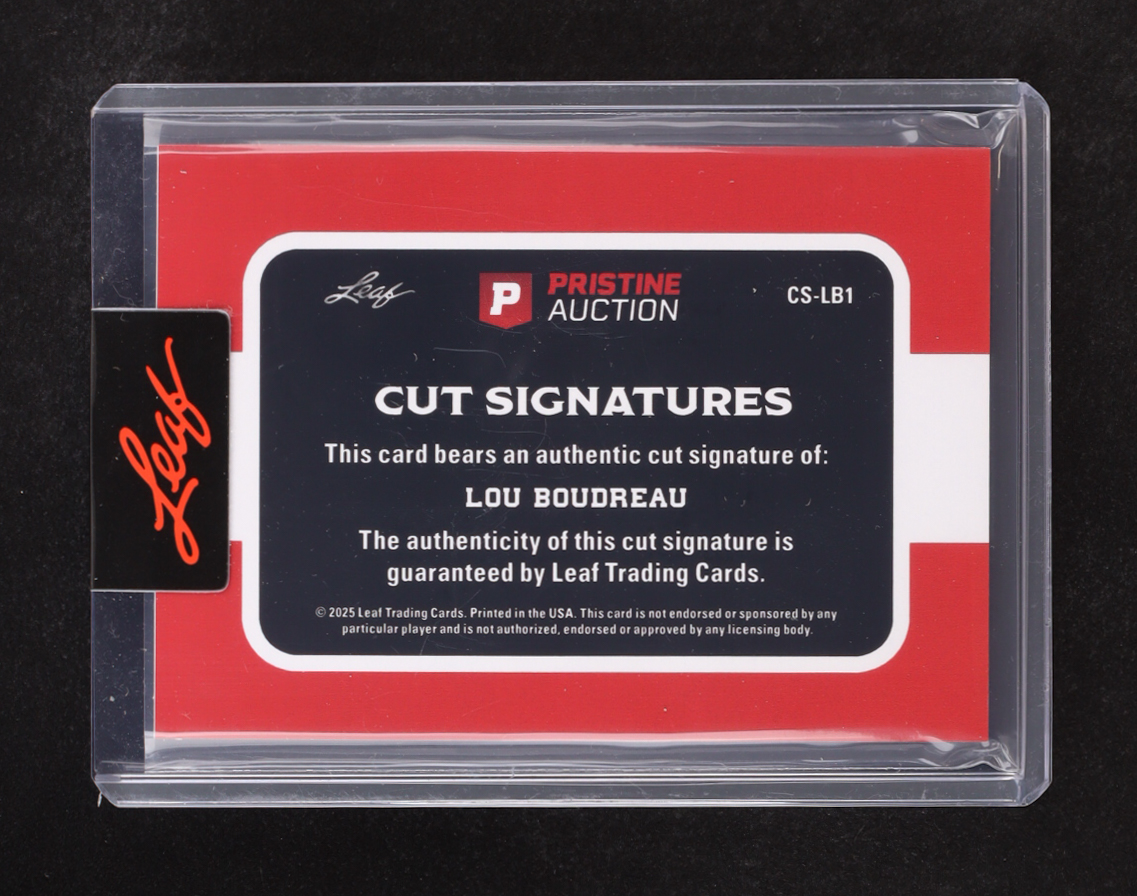 Leaf
P
PRISTINE
AUCTION
CS-LB1
Leaf
CUT SIGNATURES
This card bears an authentic cut signature of:
LOU BOUDREAU
The authenticity of this cut signature is
guaranteed by Leaf Trading Cards.
© 2025 Leaf Trading Cards. Printed in the USA. This card is not endorsed or sponsored by any
particular player and is not authorized, endorsed or approved by any licensing body.